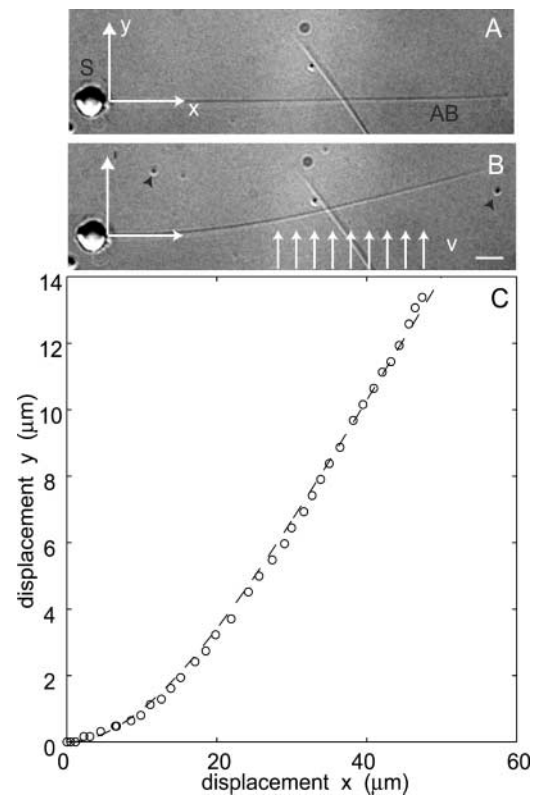 A
y
S
x
AB
B
v
C
14
12
10
8
6
4
2
0
displacement y (μm)
0 20 40 60
displacement x (μm)